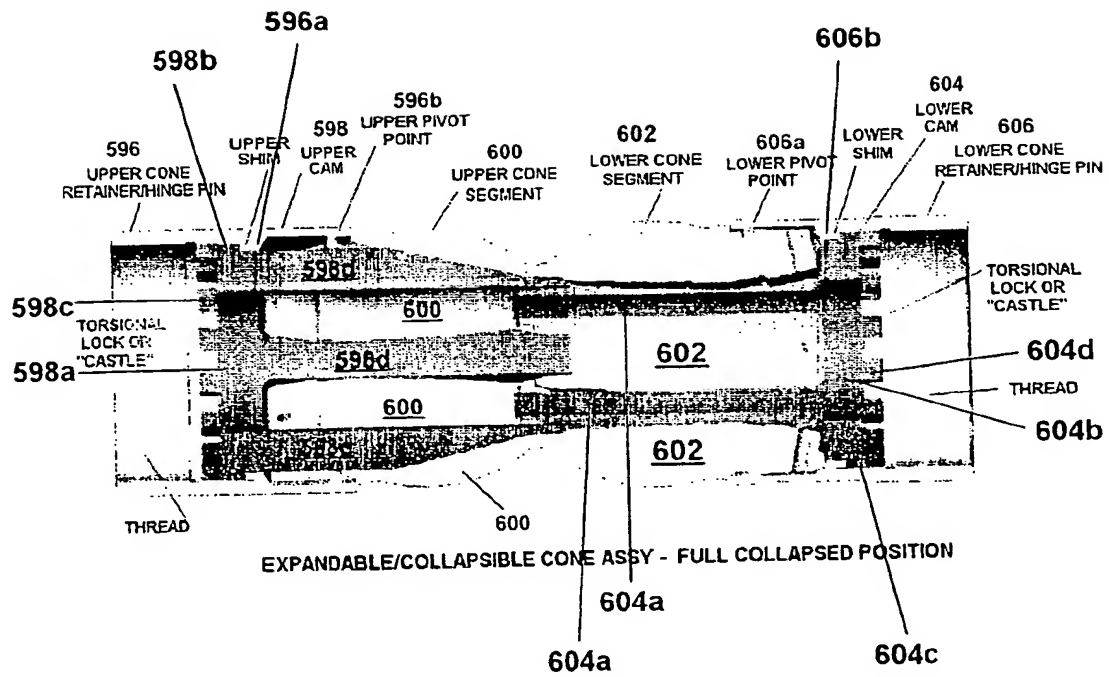 596a
598b
606b
596b
UPPER PIVOT
POINT
604
LOWER
CAM
598
UPPER
CAM
UPPER
SHIM
596
UPPER CONE
RETAINER/HINGE PIN
600
UPPER CONE
SEGMENT
602
LOWER CONE
SEGMENT
606a
LOWER PIVOT
POINT
LOWER
SHIM
606
LOWER CONE
RETAINER/HINGE PIN
598d
598c
600
TORSIONAL
LOCK OR
"CASTLE"
TORSIONAL
LOCK OR
"CASTLE"
598d
602
598a
604d
600
THREAD
604b
602
THREAD
600
EXPANDABLE/COLLAPSIBLE CONE ASSY - FULL COLLAPSED POSITION
604a
604a
604c